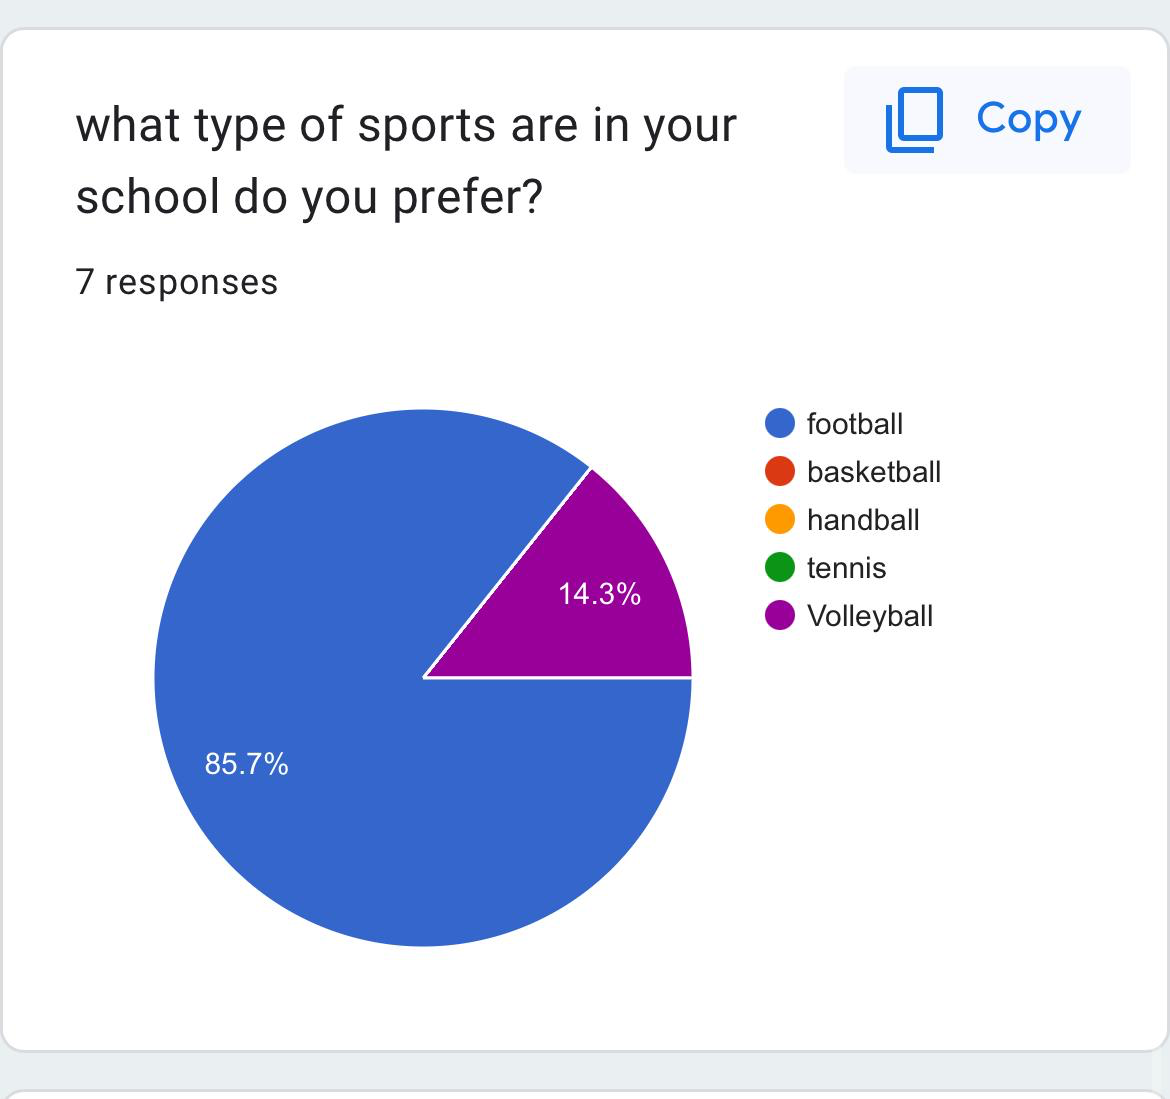 what type of sports are in your
school do you prefer?
Copy
7 responses
football
basketball
handball
tennis
Volleyball
14.3%
85.7%